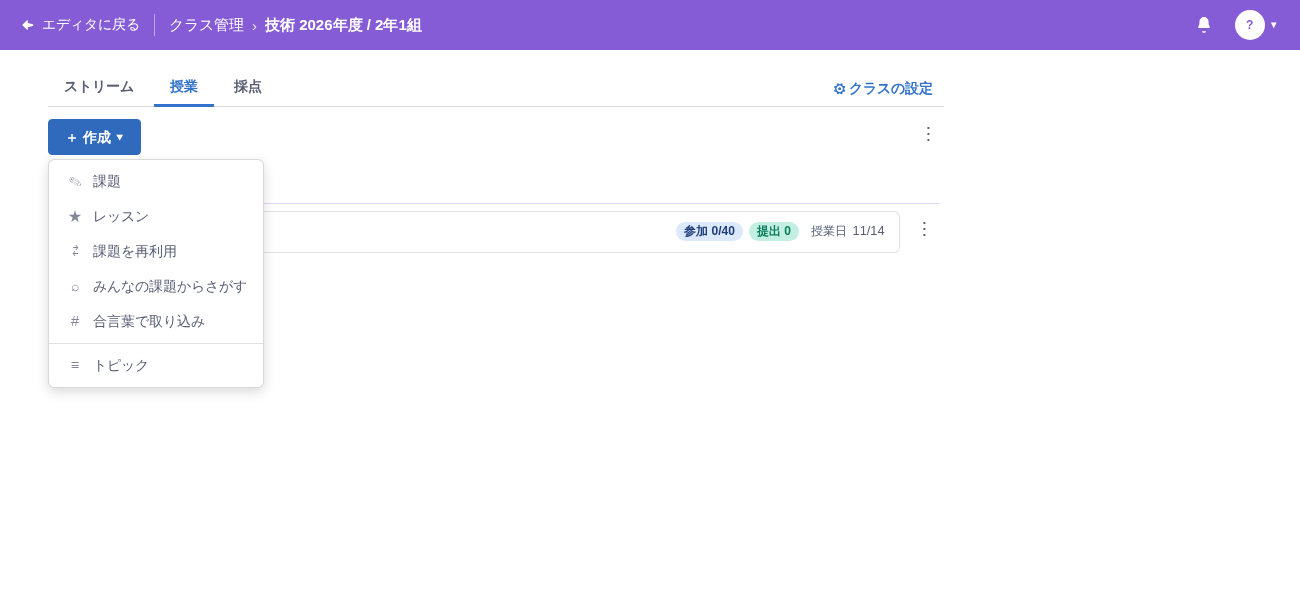 エディタに戻る クラス管理 › 技術 2026年度 / 2年1組 ?
ストリーム 授業 採点 クラスの設定
+ 作成
課題
レッスン
参加 0/40 提出 0 授業日 11/14
課題を再利用
みんなの課題からさがす
# 合言葉で取り込み
トピック